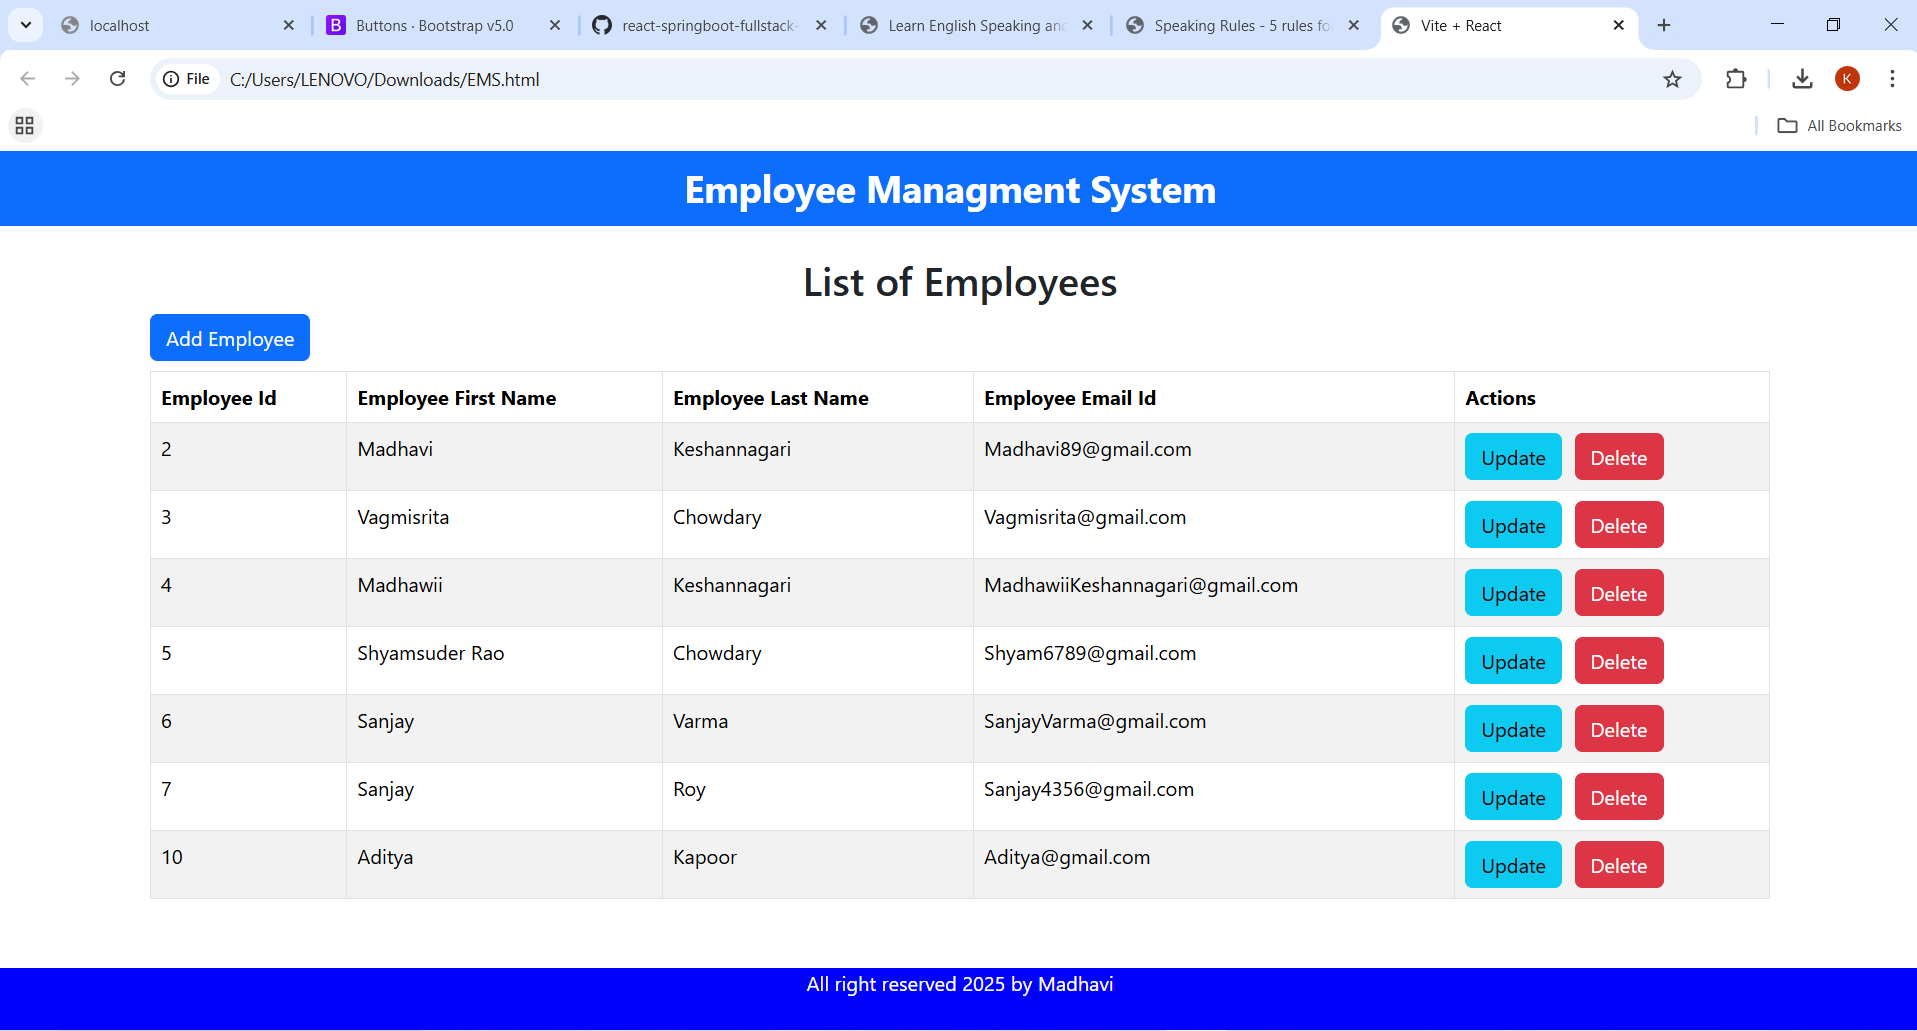 localhost
Buttons · Bootstrap v5.0
react-springboot-fullstack-
Learn English Speaking an
Speaking Rules - 5 rules fo
Vite + React
File
C:/Users/LENOVO/Downloads/EMS.html
K
All Bookmarks
Employee Managment System
List of Employees
Add Employee
Employee Id Employee First Name Employee Last Name Employee Email Id Actions
2 Madhavi Keshannagari Madhavi89@gmail.com Update Delete
3 Vagmisrita Chowdary Vagmisrita@gmail.com Update Delete
4 Madhawii Keshannagari MadhawiiKeshannagari@gmail.com Update Delete
5 Shyamsuder Rao Chowdary Shyam6789@gmail.com Update Delete
6 Sanjay Varma SanjayVarma@gmail.com Update Delete
7 Sanjay Roy Sanjay4356@gmail.com Update Delete
10 Aditya Kapoor Aditya@gmail.com Update Delete
All right reserved 2025 by Madhavi